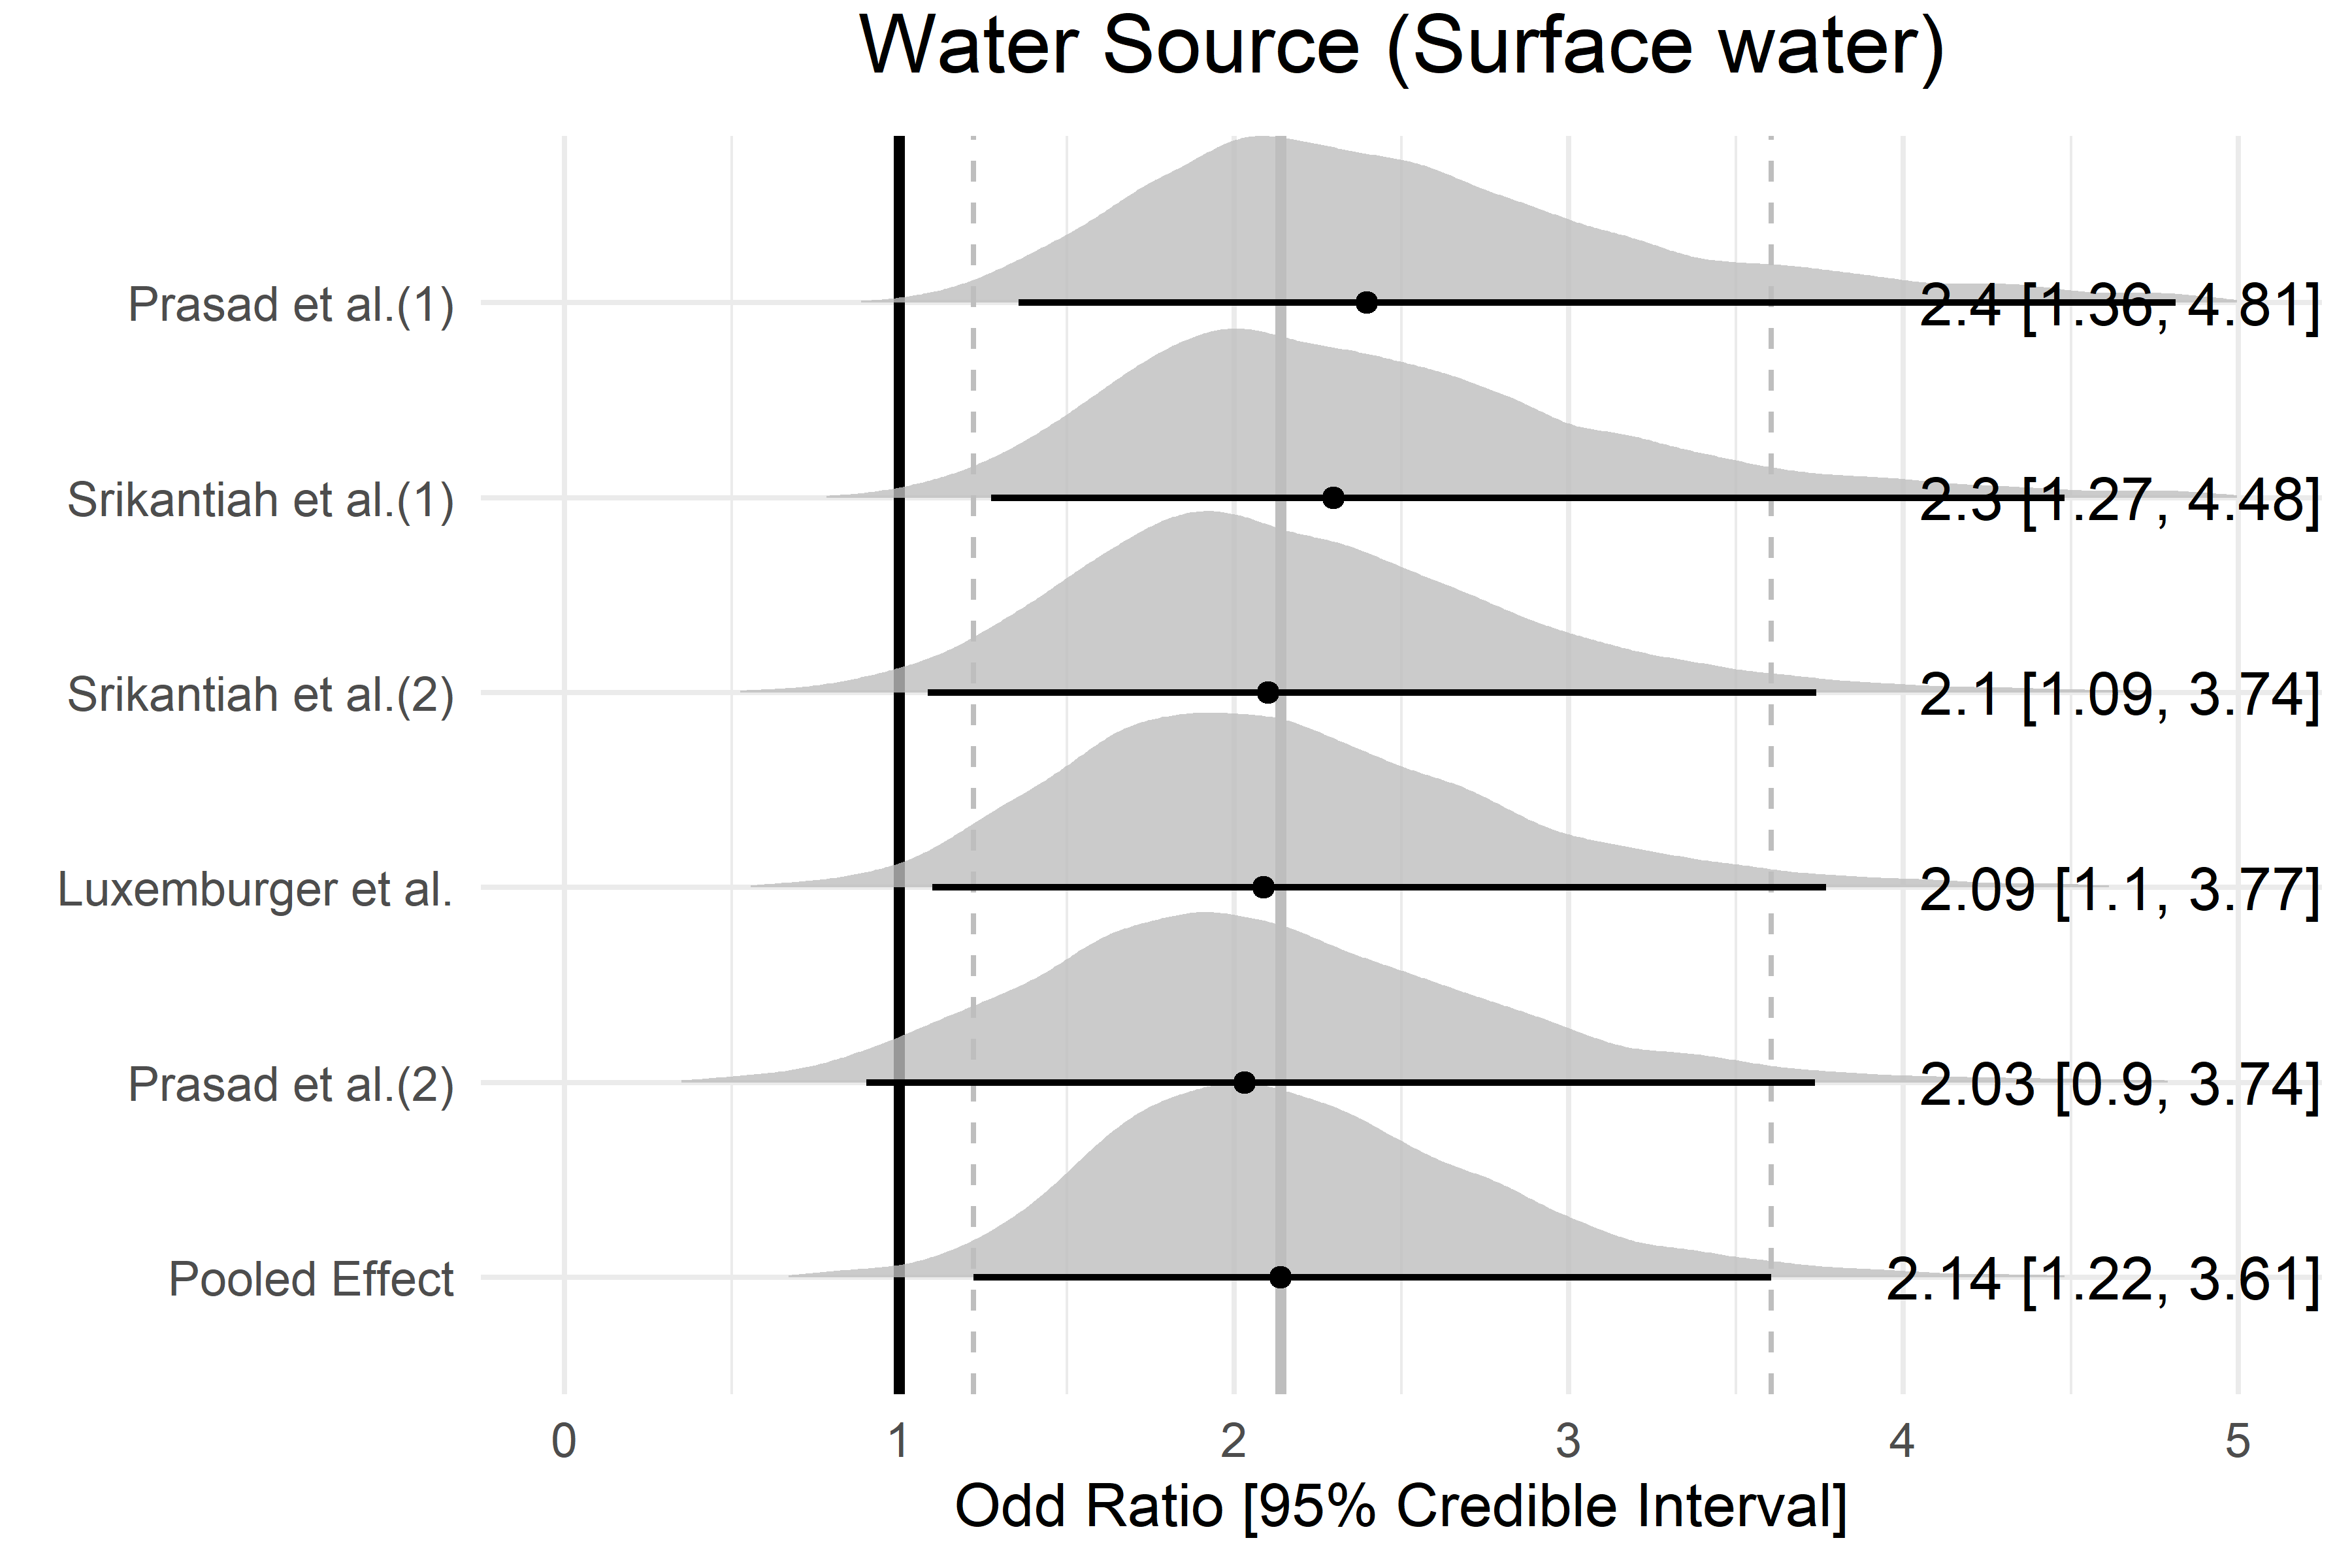 Water Source (Surface water)
Prasad et al.(1) 2.4 [1.36, 4.81]
Srikantiah et al.(1) 2.3 [1.27, 4.48]
Srikantiah et al.(2) 2.1 [1.09, 3.74]
Luxemburger et al. 2.09 [1.1, 3.77]
Prasad et al.(2) 2.03 [0.9, 3.74]
Pooled Effect 2.14 [1.22, 3.61]
0 1 2 3 4 5
Odd Ratio [95% Credible Interval]